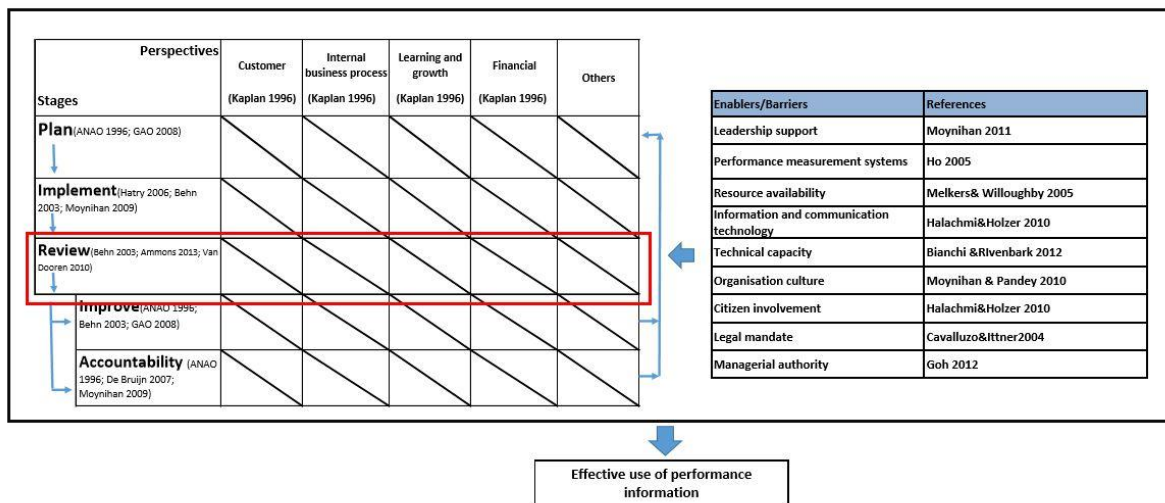 Perspectives
Stages
Customer
(Kaplan 1996)
Internal
business process
(Kaplan 1996)
Learning and
growth
(Kaplan 1996)
Financial
(Kaplan 1996)
Others
Plan(ANAO 1996; GAO 2008)
Implement(Hatry 2006; Behn
2003; Moynihan 2009)
Review(Behn 2003; Ammons 2013; Van
Dooren 2010)
Improve(ANAO 1996;
Behn 2003; GAO 2008)
Accountability (ANAO
1996; De Bruijn 2007;
Moynihan 2009)
Enablers/Barriers References
Leadership support Moynihan 2011
Performance measurement systems Ho 2005
Resource availability Melkers& Willoughby 2005
Information and communication
technology Halachmi&Holzer 2010
Technical capacity Bianchi &RIvenbark 2012
Organisation culture Moynihan & Pandey 2010
Citizen involvement Halachmi&Holzer 2010
Legal mandate Cavalluzo&Ittner2004
Managerial authority Goh 2012
Effective use of performance
information